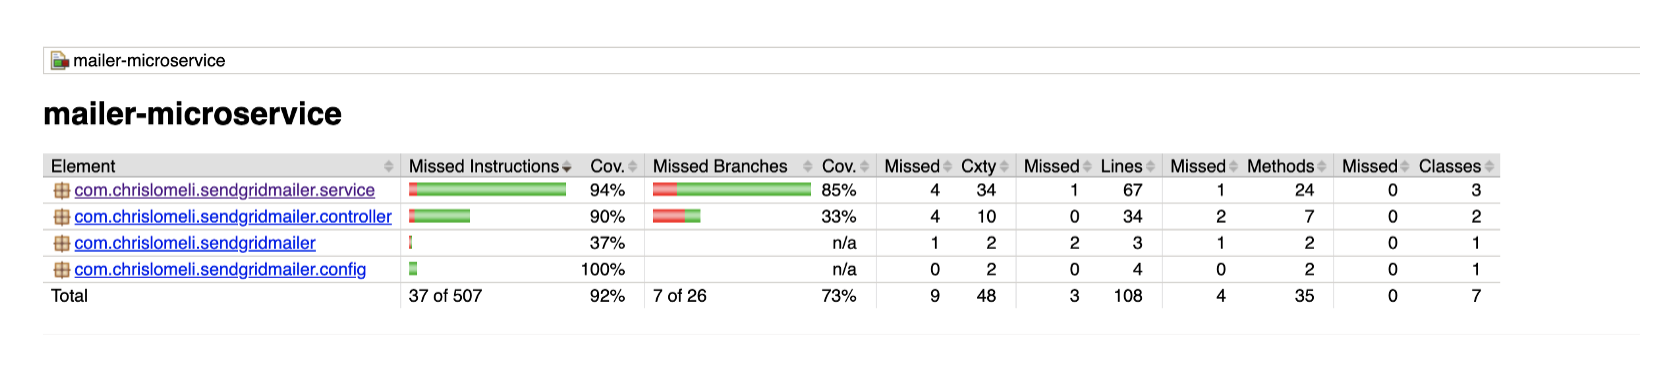 mailer-microservice
mailer-microservice
Element Missed Instructions Cov. Missed Branches Cov. Missed Cxty Missed Lines Missed Methods Missed Classes
com.chrislomeli.sendgridmailer.service 94% 85% 4 34 1 67 1 24 0 3
com.chrislomeli.sendgridmailer.controller 90% 33% 4 10 0 34 2 7 0 2
com.chrislomeli.sendgridmailer 37% n/a 1 2 2 3 1 2 0 1
com.chrislomeli.sendgridmailer.config 100% n/a 0 2 0 4 0 2 0 1
Total 37 of 507 92% 7 of 26 73% 9 48 3 108 4 35 0 7